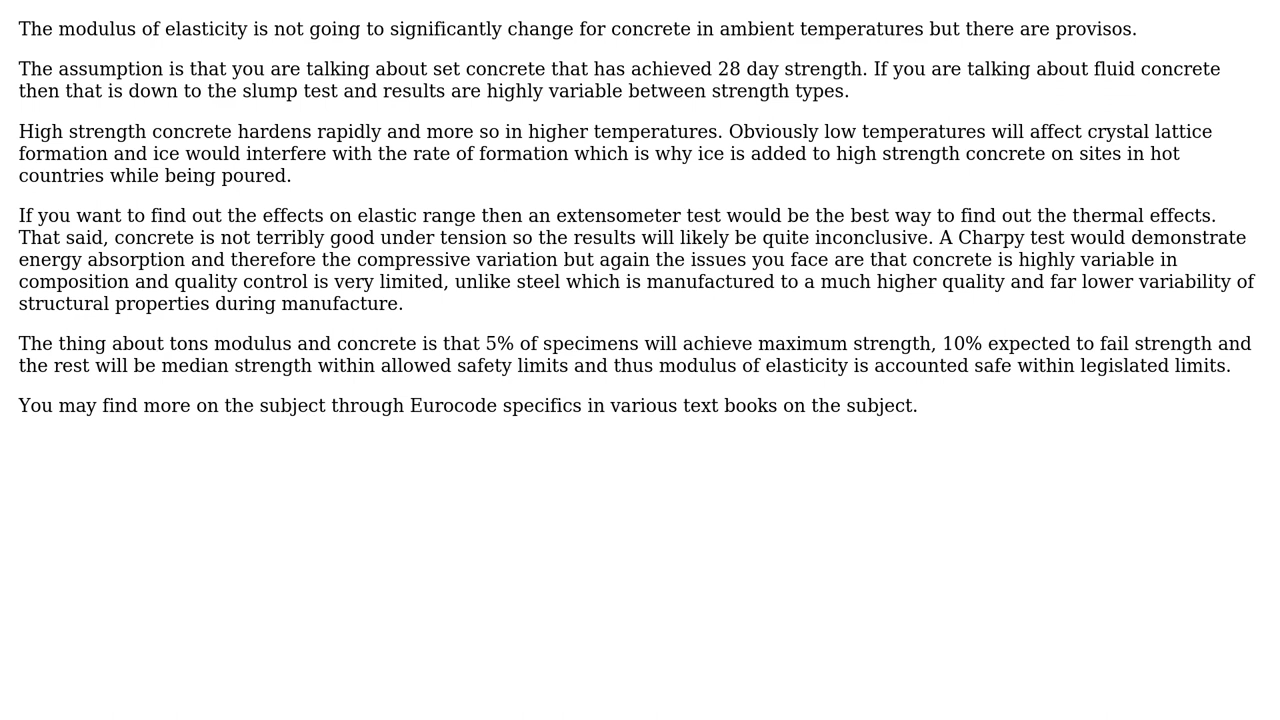 The modulus of elasticity is not going to significantly change for concrete in ambient temperatures but there are provisos.
The assumption is that you are talking about set concrete that has achieved 28 day strength. If you are talking about fluid concrete
then that is down to the slump test and results are highly variable between strength types.
High strength concrete hardens rapidly and more so in higher temperatures. Obviously low temperatures will affect crystal lattice
formation and ice would interfere with the rate of formation which is why ice is added to high strength concrete on sites in hot
countries while being poured.
If you want to find out the effects on elastic range then an extensometer test would be the best way to find out the thermal effects.
That said, concrete is not terribly good under tension so the results will likely be quite inconclusive. A Charpy test would demonstrate
energy absorption and therefore the compressive variation but again the issues you face are that concrete is highly variable in
composition and quality control is very limited, unlike steel which is manufactured to a much higher quality and far lower variability of
structural properties during manufacture.
The thing about tons modulus and concrete is that 5% of specimens will achieve maximum strength, 10% expected to fail strength and
the rest will be median strength within allowed safety limits and thus modulus of elasticity is accounted safe within legislated limits.
You may find more on the subject through Eurocode specifics in various text books on the subject.